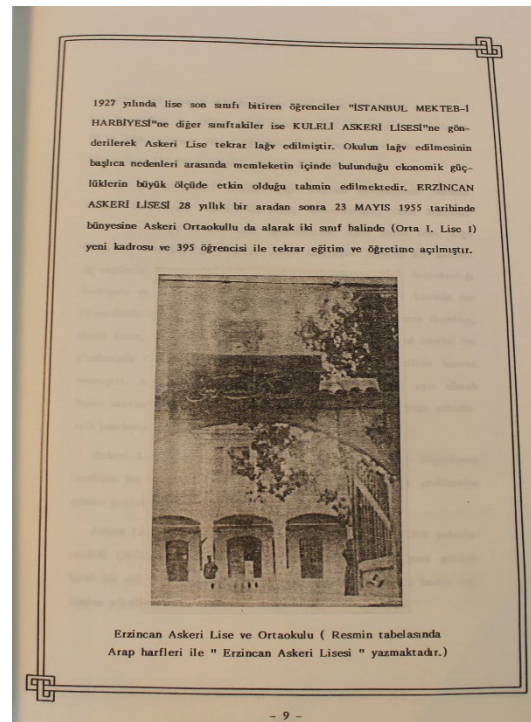 1927 yılında lise son sınıfı bitiren öğrenciler "İSTANBUL MEKTEB-İ
HARBİYESİ"ne diğer sınıftakiler ise KULELİ ASKERİ LİSESİ"ne gön-
derilerek Askeri Lise tekrar lağv edilmiştir. Okulun lağv edilmesinin
başlıca nedenleri arasında memleketin içinde bulunduğu ekonomik güç-
lüklerin büyük ölçüde etkin olduğu tahmin edilmektedir. ERZİNCAN
ASKERİ LİSESİ 28 yıllık bir aradan sonra 23 MAYIS 1955 tarihinde
bünyesine Askeri Ortaokullu da alarak iki sınıf halinde (Orta 1. Lise 1)
yeni kadrosu ve 395 öğrencisi ile tekrar eğitim ve öğretime açılmıştır.
Erzincan Askeri Lise ve Ortaokulu ( Resmin tabelasında
Arap harfleri ile " Erzincan Askeri Lisesi " yazmaktadır.)
- 9 -